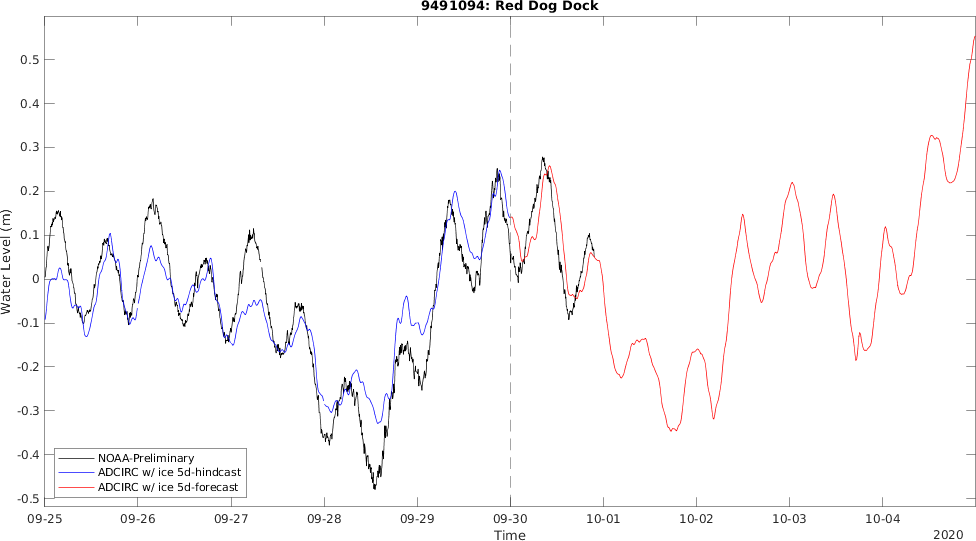 9491094: Red Dog Dock
Water Level (m)
0.5
0.4
0.3
0.2
0.1
0
-0.1
-0.2
-0.3
-0.4
-0.5
NOAA-Preliminary
ADCIRC w/ ice 5d-hindcast
ADCIRC w/ ice 5d-forecast
09-25 09-26 09-27 09-28 09-29 09-30 10-01 10-02 10-03 10-04
Time
2020